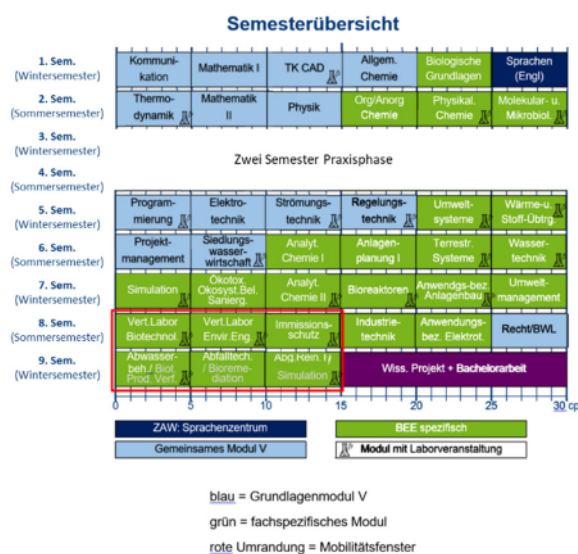 Semesterübersicht
1. Sem.
(Wintersemester)
Kommuni-
kation
Mathematik I
TK CAD
Allgem.
Chemie
Biologische
Grundlagen
Sprachen
(Engl)
2. Sem.
(Sommersemester)
Thermo-
dynamik
Mathematik
II
Physik
Org/Anorg
Chemie
Physikal.
Chemie
Molekular- u.
Mikrobiol.
3. Sem.
(Wintersemester)
Zwei Semester Praxisphase
4. Sem.
(Sommersemester)
5. Sem.
(Wintersemester)
Program-
mierung
Elektro-
technik
Strömungs-
technik
Regelungs-
technik
Umwelt-
systeme
Wärme-u.
Stoff-Übtrg.
6. Sem.
(Sommersemester)
Projekt-
management
Siedlungs-
wasser-
wirtschaft
Analyt.
Chemie I
Anlagen-
planung I
Terrestr.
Systeme
Wasser-
technik
7. Sem.
(Wintersemester)
Simulation
Ökotox.
Ökosyst.Bel.
Sanierg.
Analyt.
Chemie II
Bioreaktoren
Anwendgs-bez.
Anlagenbau
Umwelt-
management
8. Sem.
(Sommersemester)
Vert.Labor
Biotechnol.
Vert.Labor
Envir.Eng.
Immissions-
schutz
Industrie-
technik
Anwendungs-
bez. Elektrot.
Recht/BWL
9. Sem.
(Wintersemester)
Abwasser-
beh./ Biot.
Prod. Verf.
Abfalltech.
/ Bioreme-
diation
Abg.Rein.
Simulation
Wiss. Projekt + Bachelorarbeit
0 5 10 15 20 25 30 cp
ZAW: Sprachenzentrum
BEE spezifisch
Gemeinsames Modul V
Modul mit Laborveranstaltung
blau = Grundlagenmodul V
grün = fachspezifisches Modul
rote Umrandung = Mobilitätsfenster